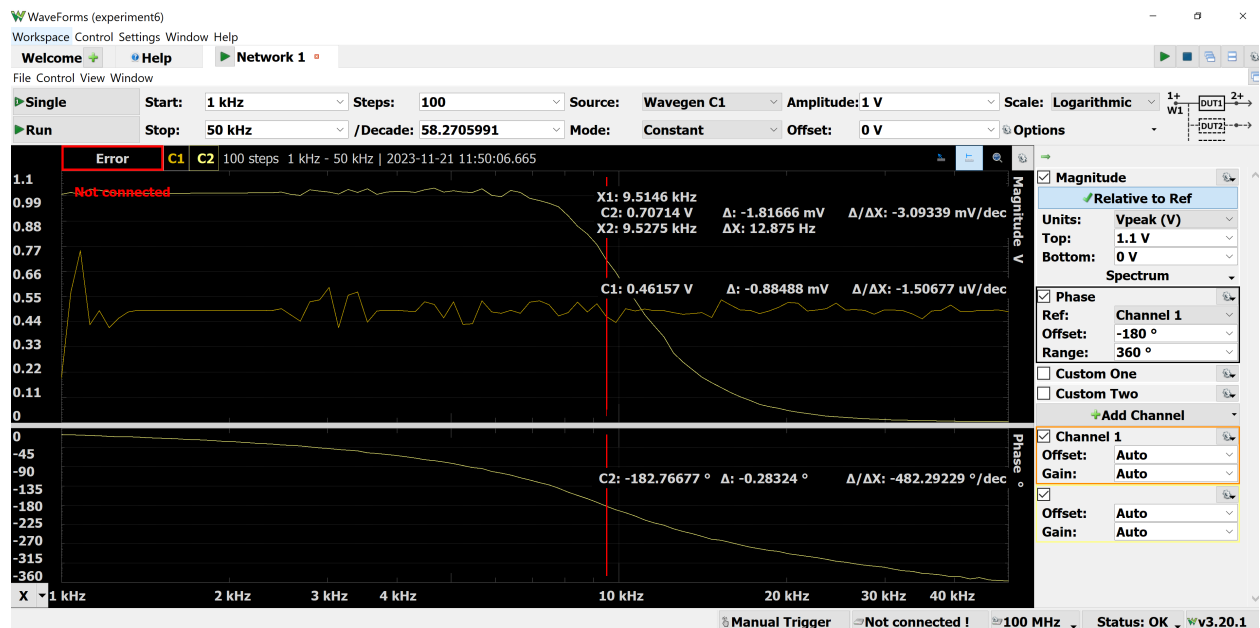 WaveForms (experiment6)
Workspace Control Settings Window Help
Welcome Help Network 1
File Control View Window
Single Start: 1 kHz Steps: 100 Source: Wavegen C1 Amplitude: 1 V Scale: Logarithmic
Run Stop: 50 kHz /Decade: 58.2705991 Mode: Constant Offset: 0 V Options
1+ 2+
W1 DUT1
DUT2
Error C1 C2 100 steps 1 kHz - 50 kHz | 2023-11-21 11:50:06.665
Not connected
1.1
0.99
0.88
0.77
0.66
0.55
0.44
0.33
0.22
0.11
0
X1: 9.5146 kHz
C2: 0.70714 V Δ: -1.81666 mV Δ/ΔX: -3.09339 mV/dec
X2: 9.5275 kHz ΔX: 12.875 Hz
C1: 0.46157 V Δ: -0.88488 mV Δ/ΔX: -1.50677 uV/dec
Magnitude V
0
-45
-90
-135
-180
-225
-270
-315
-360
C2: -182.76677 ° Δ: -0.28324 ° Δ/ΔX: -482.29229 °/dec
Phase °
X 1 kHz 2 kHz 3 kHz 4 kHz 10 kHz 20 kHz 30 kHz 40 kHz
Magnitude
Relative to Ref
Units: Vpeak (V)
Top: 1.1 V
Bottom: 0 V
Spectrum
Phase
Ref: Channel 1
Offset: -180 °
Range: 360 °
Custom One
Custom Two
Add Channel
Channel 1
Offset: Auto
Gain: Auto
Offset: Auto
Gain: Auto
Manual Trigger Not connected ! 100 MHz Status: OK v3.20.1